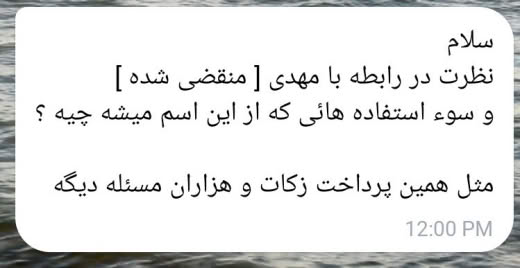 سلام
نظرت در رابطه با مهدی [ منقضی شده ]
و سوء استفاده هائی که از این اسم میشه چیه ؟
مثل همین پرداخت زکات و هزاران مسئله دیگه
12:00 PM